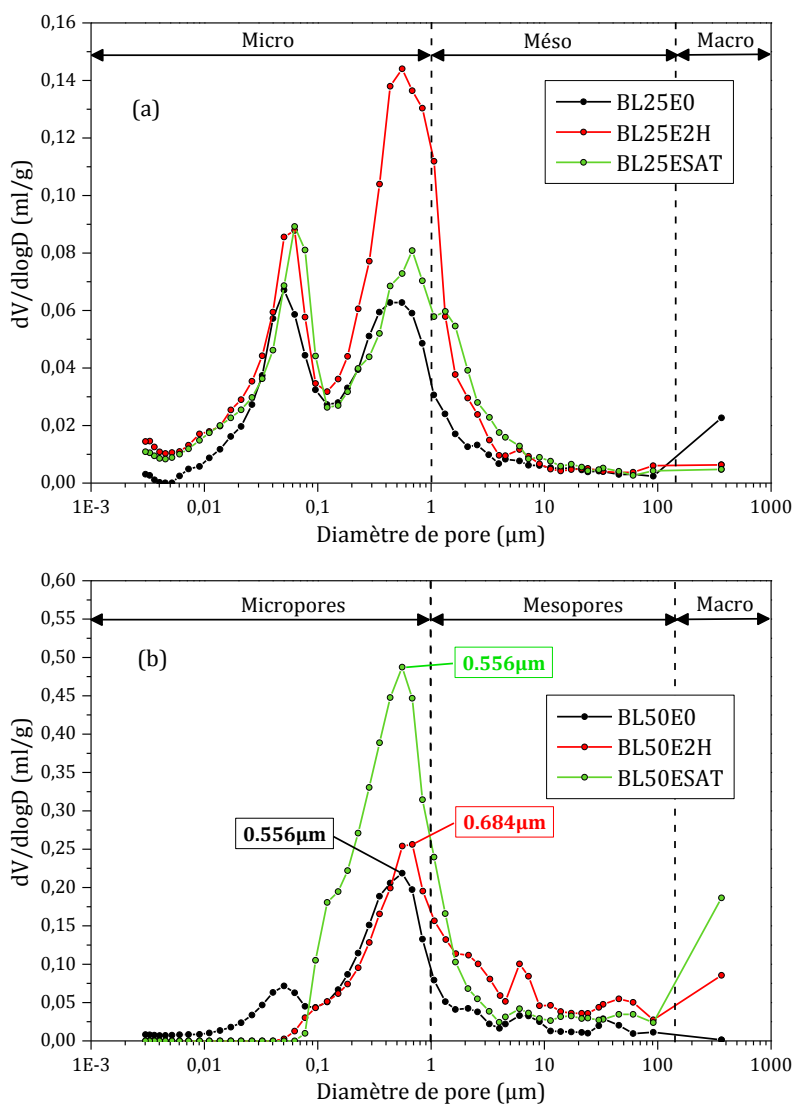 0,16
0,14
0,12
0,10
0,08
0,06
0,04
0,02
0,00
dV/dlogD (ml/g)
Micro
Méso
Macro
(a)
BL25E0
BL25E2H
BL25ESAT
1E-3
0,01
0,1
1
10
100
1000
Diamètre de pore (µm)
0,60
0,55
0,50
0,45
0,40
0,35
0,30
0,25
0,20
0,15
0,10
0,05
0,00
dV/dlogD (ml/g)
Micropores
Mesopores
Macro
(b)
0.556µm
BL50E0
BL50E2H
BL50ESAT
0.556µm
0.684µm
1E-3
0,01
0,1
1
10
100
1000
Diamètre de pore (µm)